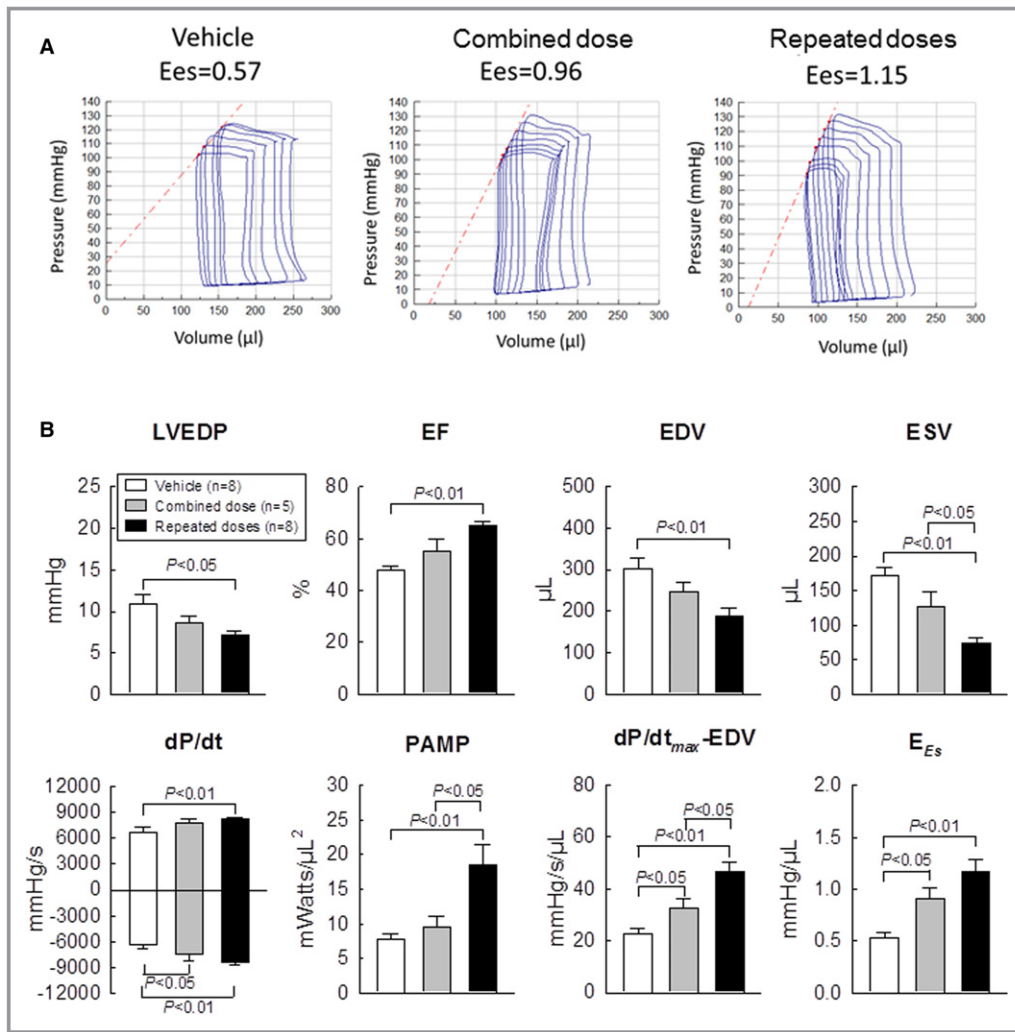 A
Vehicle
Ees=0.57
Combined dose
Ees=0.96
Repeated doses
Ees=1.15
Pressure (mmHg)
140
130
120
110
100
90
80
70
60
50
40
30
20
10
0
0 50 100 150 200 250 300
Volume (µl)
Pressure (mmHg)
140
130
120
110
100
90
80
70
60
50
40
30
20
10
0
0 50 100 150 200 250 300
Volume (µl)
Pressure (mmHg)
140
130
120
110
100
90
80
70
60
50
40
30
20
10
0
0 50 100 150 200 250 300
Volume (µl)
B
LVEDP
mmHg
25
20
15
10
5
0
Vehicle (n=8)
Combined dose (n=5)
Repeated doses (n=8)
P<0.05
EF
%
80
60
40
20
0
P<0.01
EDV
µL
500
400
300
200
100
0
P<0.01
ESV
µL
300
250
200
150
100
50
0
P<0.05
P<0.01
dP/dt
mmHg/s
12000
9000
6000
3000
0
-3000
-6000
-9000
-12000
P<0.01
P<0.05
P<0.01
PAMP
mWatts/µL²
30
25
20
15
10
5
0
P<0.05
P<0.01
dP/dtmax-EDV
mmHg/s/µL
80
60
40
20
0
P<0.05
P<0.01
P<0.05
EEs
mmHg/µL
2.0
1.5
1.0
0.5
0.0
P<0.01
P<0.05